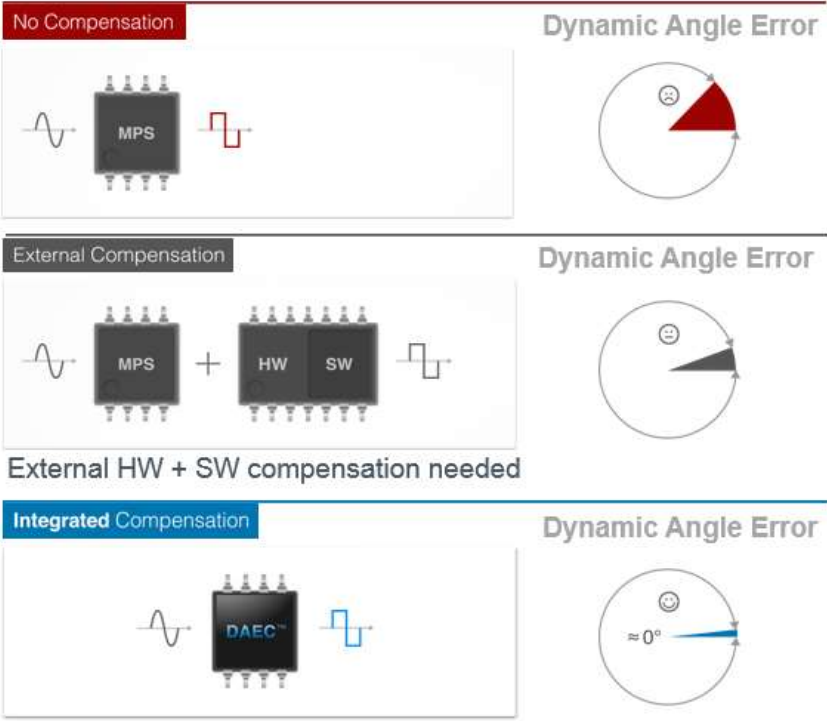 No Compensation
Dynamic Angle Error
MPS
External Compensation
Dynamic Angle Error
MPS
+
HW
SW
External HW + SW compensation needed
Integrated Compensation
Dynamic Angle Error
DAEC™
≈0°